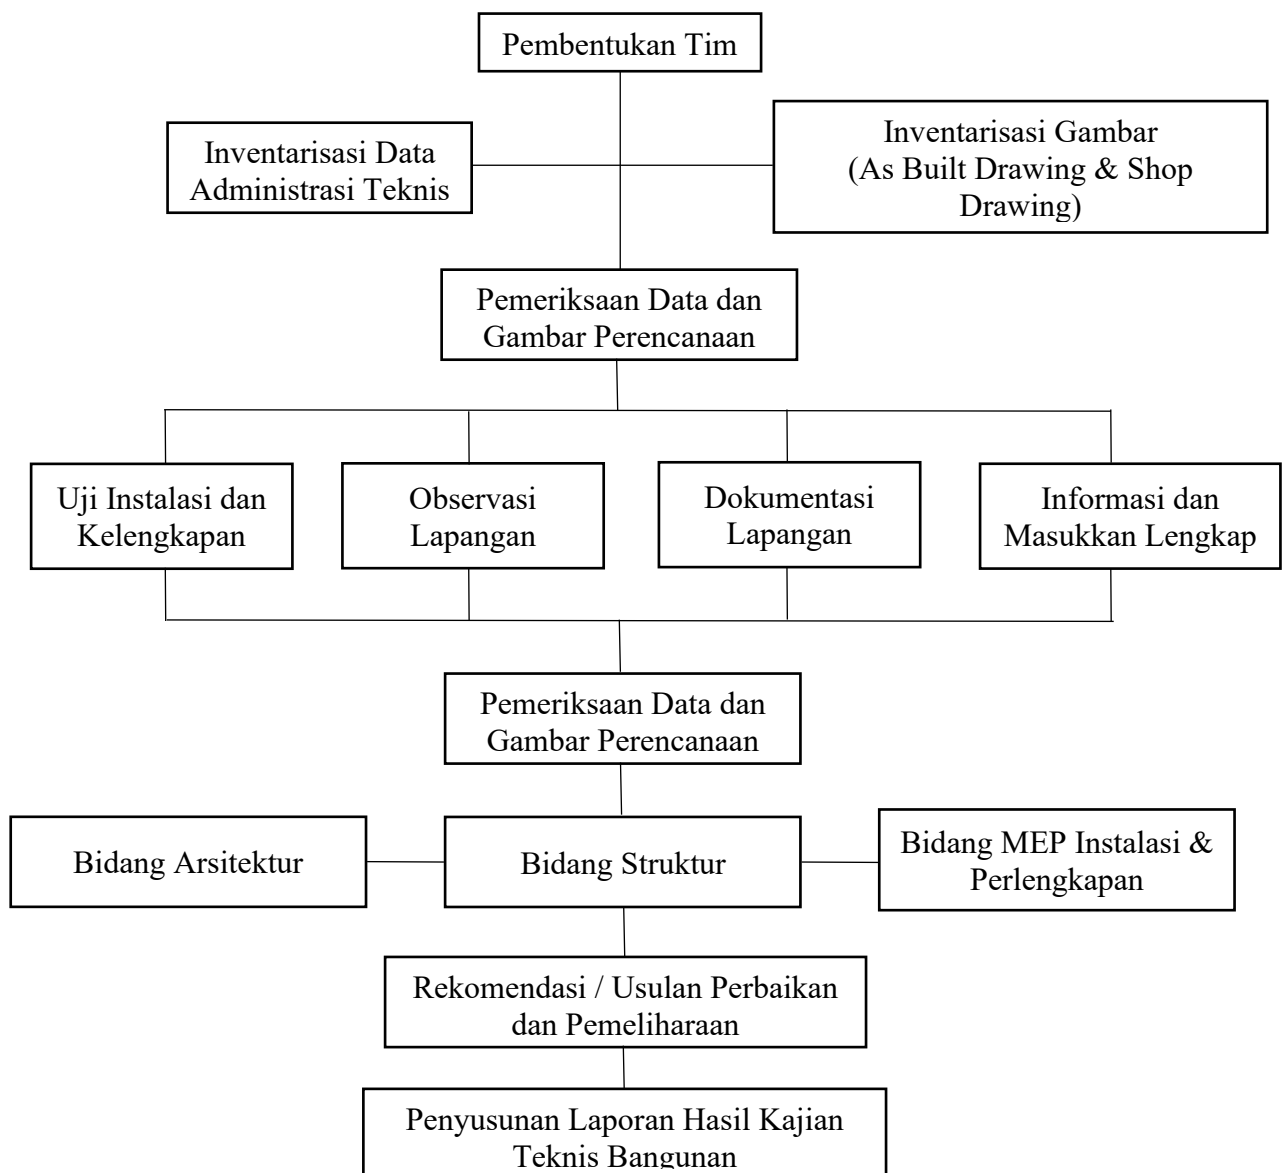 Pembentukan Tim
Inventarisasi Data
Administrasi Teknis
Inventarisasi Gambar
(As Built Drawing & Shop
Drawing)
Pemeriksaan Data dan
Gambar Perencanaan
Uji Instalasi dan
Kelengkapan
Observasi
Lapangan
Dokumentasi
Lapangan
Informasi dan
Masukkan Lengkap
Pemeriksaan Data dan
Gambar Perencanaan
Bidang Arsitektur
Bidang Struktur
Bidang MEP Instalasi &
Perlengkapan
Rekomendasi / Usulan Perbaikan
dan Pemeliharaan
Penyusunan Laporan Hasil Kajian
Teknis Bangunan